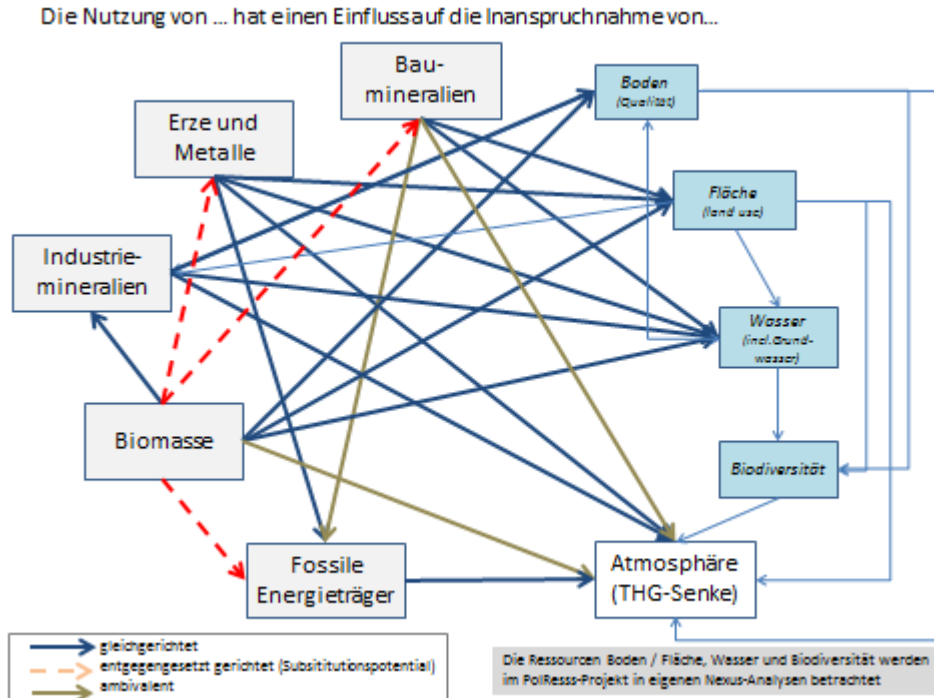 Die Nutzung von ... hat einen Einfluss auf die Inanspruchnahme von...
Bau-
mineralien
Boden
(Qualität)
Erze und
Metalle
Fläche
(land use)
Industrie-
mineralien
Wasser
(incl.Grund-
wasser)
Biomasse
Biodiversität
Fossile
Energieträger
Atmosphäre
(THG-Senke)
gleichgerichtet
entgegengesetzt gerichtet (Subsititutionspotential)
ambivalent
Die Ressourcen Boden / Fläche, Wasser und Biodiversität werden
im PolResss-Projekt in eigenen Nexus-Analysen betrachtet